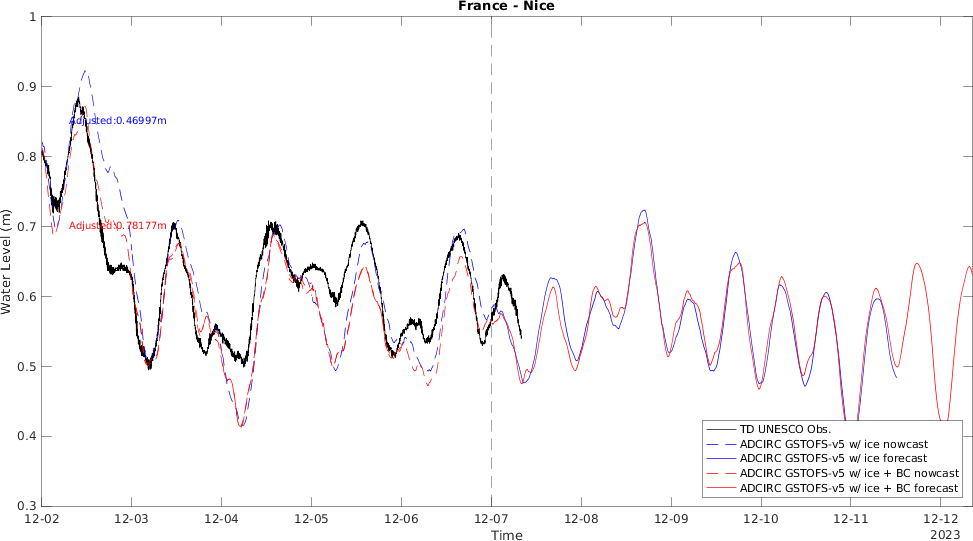 France - Nice
1
0.9
0.8
0.7
0.6
0.5
0.4
0.3
Water Level (m)
Adjusted:0.46997m
Adjusted:0.78177m
TD UNESCO Obs.
ADCIRC GSTOFS-v5 w/ ice nowcast
ADCIRC GSTOFS-v5 w/ ice forecast
ADCIRC GSTOFS-v5 w/ ice + BC nowcast
ADCIRC GSTOFS-v5 w/ ice + BC forecast
12-02 12-03 12-04 12-05 12-06 12-07 12-08 12-09 12-10 12-11 12-12
Time
2023